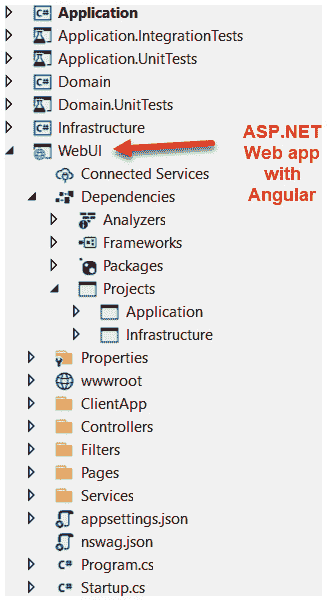 Application
Application.IntegrationTests
Application.UnitTests
Domain
Domain.UnitTests
Infrastructure
WebUI
ASP.NET
Web app
with
Angular
Connected Services
Dependencies
Analyzers
Frameworks
Packages
Projects
Application
Infrastructure
Properties
wwwroot
ClientApp
Controllers
Filters
Pages
Services
appsettings.json
nswag.json
Program.cs
Startup.cs